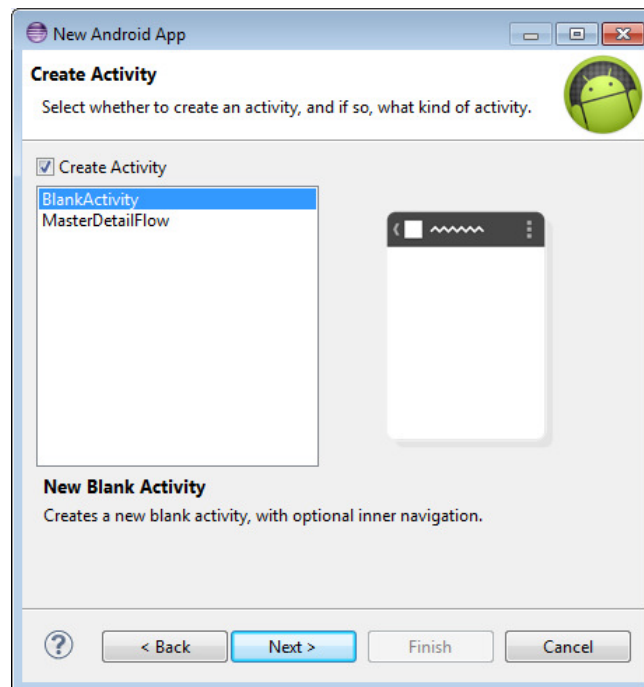 New Android App
Create Activity
Select whether to create an activity, and if so, what kind of activity.
Create Activity
BlankActivity
MasterDetailFlow
New Blank Activity
Creates a new blank activity, with optional inner navigation.
? < Back Next > Finish Cancel